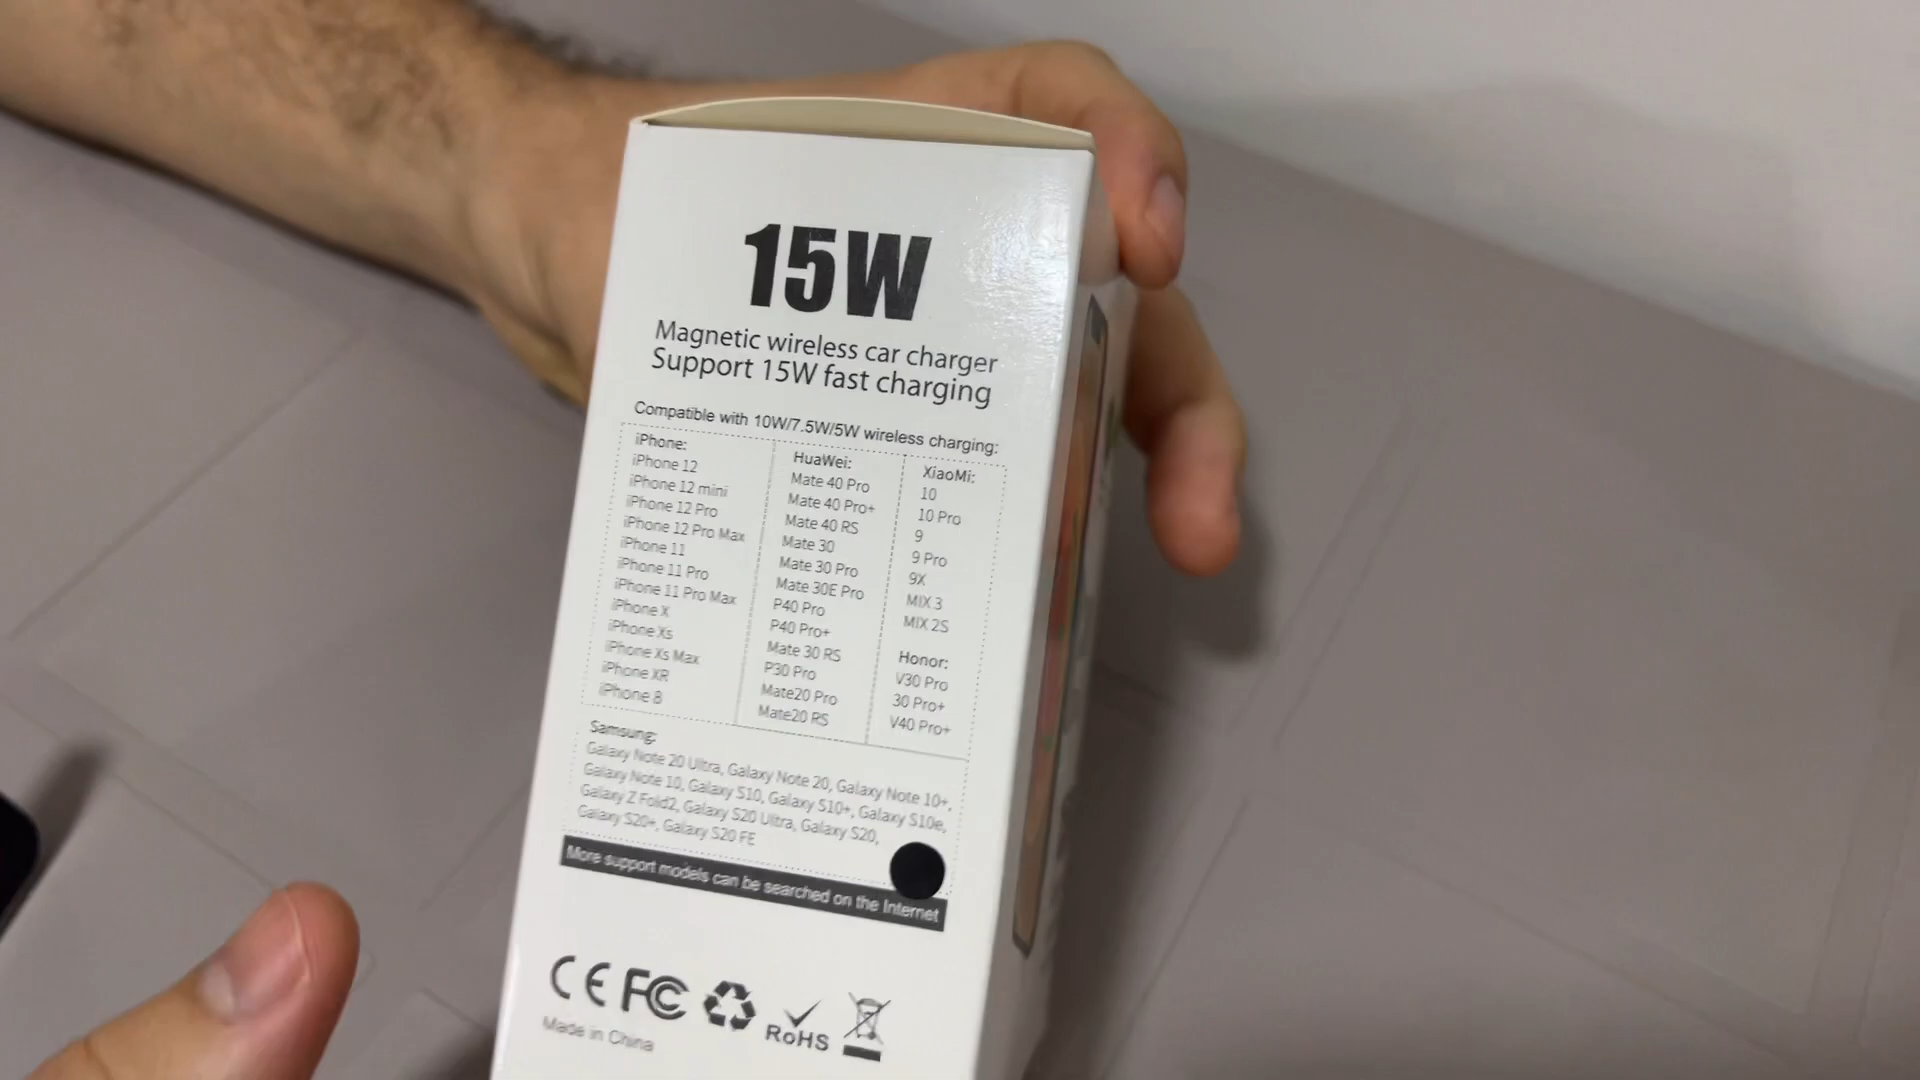 15W
Magnetic wireless car charger
Support 15W fast charging
Compatible with 10W/7.5W/5W wireless charging:
iPhone:
iPhone 12
iPhone 12 mini
iPhone 12 Pro
iPhone 12 Pro Max
iPhone 11
iPhone 11 Pro
iPhone 11 Pro Max
iPhone X
iPhone Xs
iPhone Xs Max
iPhone XR
iPhone 8
HuaWei:
Mate 40 Pro
Mate 40 Pro+
Mate 40 RS
Mate 30
Mate 30 Pro
Mate 30E Pro
P40 Pro
P40 Pro+
Mate 30 RS
P30 Pro
Mate20 Pro
Mate20 RS
XiaoMi:
10
10 Pro
9
9 Pro
9X
MIX 3
MIX 2S
Honor:
V30 Pro
30 Pro+
V40 Pro+
Samsung:
Galaxy Note 20 Ultra, Galaxy Note 20, Galaxy Note 10+,
Galaxy Note 10, Galaxy S10, Galaxy S10+, Galaxy S10e,
Galaxy Z Fold2, Galaxy S20 Ultra, Galaxy S20,
Galaxy S20+, Galaxy S20 FE
More support models can be searched on the Internet
CE FC RoHS
Made in China